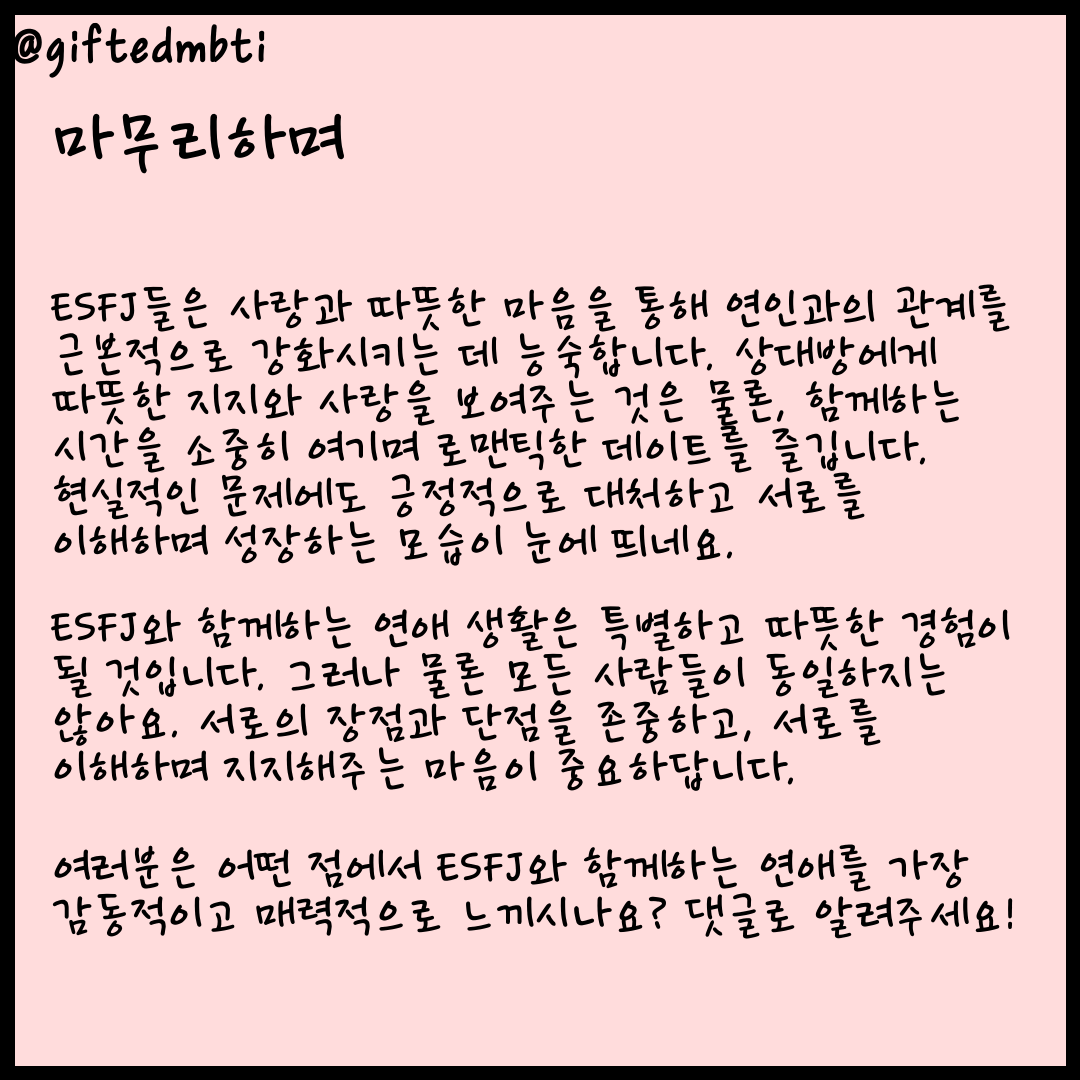 @giftedmbti
마무리하며
ESFJ들은 사랑과 따뜻한 마음을 통해 연인과의 관계를
근본적으로 강화시키는 데 능숙합니다. 상대방에게
따뜻한 지지와 사랑을 보여주는 것은 물론, 함께하는
시간을 소중히 여기며 로맨틱한 데이트를 즐깁니다.
현실적인 문제에도 긍정적으로 대처하고 서로를
이해하며 성장하는 모습이 눈에 띄네요.
ESFJ와 함께하는 연애 생활은 특별하고 따뜻한 경험이
될 것입니다. 그러나 물론 모든 사람들이 동일하지는
않아요. 서로의 장점과 단점을 존중하고, 서로를
이해하며 지지해주는 마음이 중요하답니다.
여러분은 어떤 점에서 ESFJ와 함께하는 연애를 가장
감동적이고 매력적으로 느끼시나요? 댓글로 알려주세요!